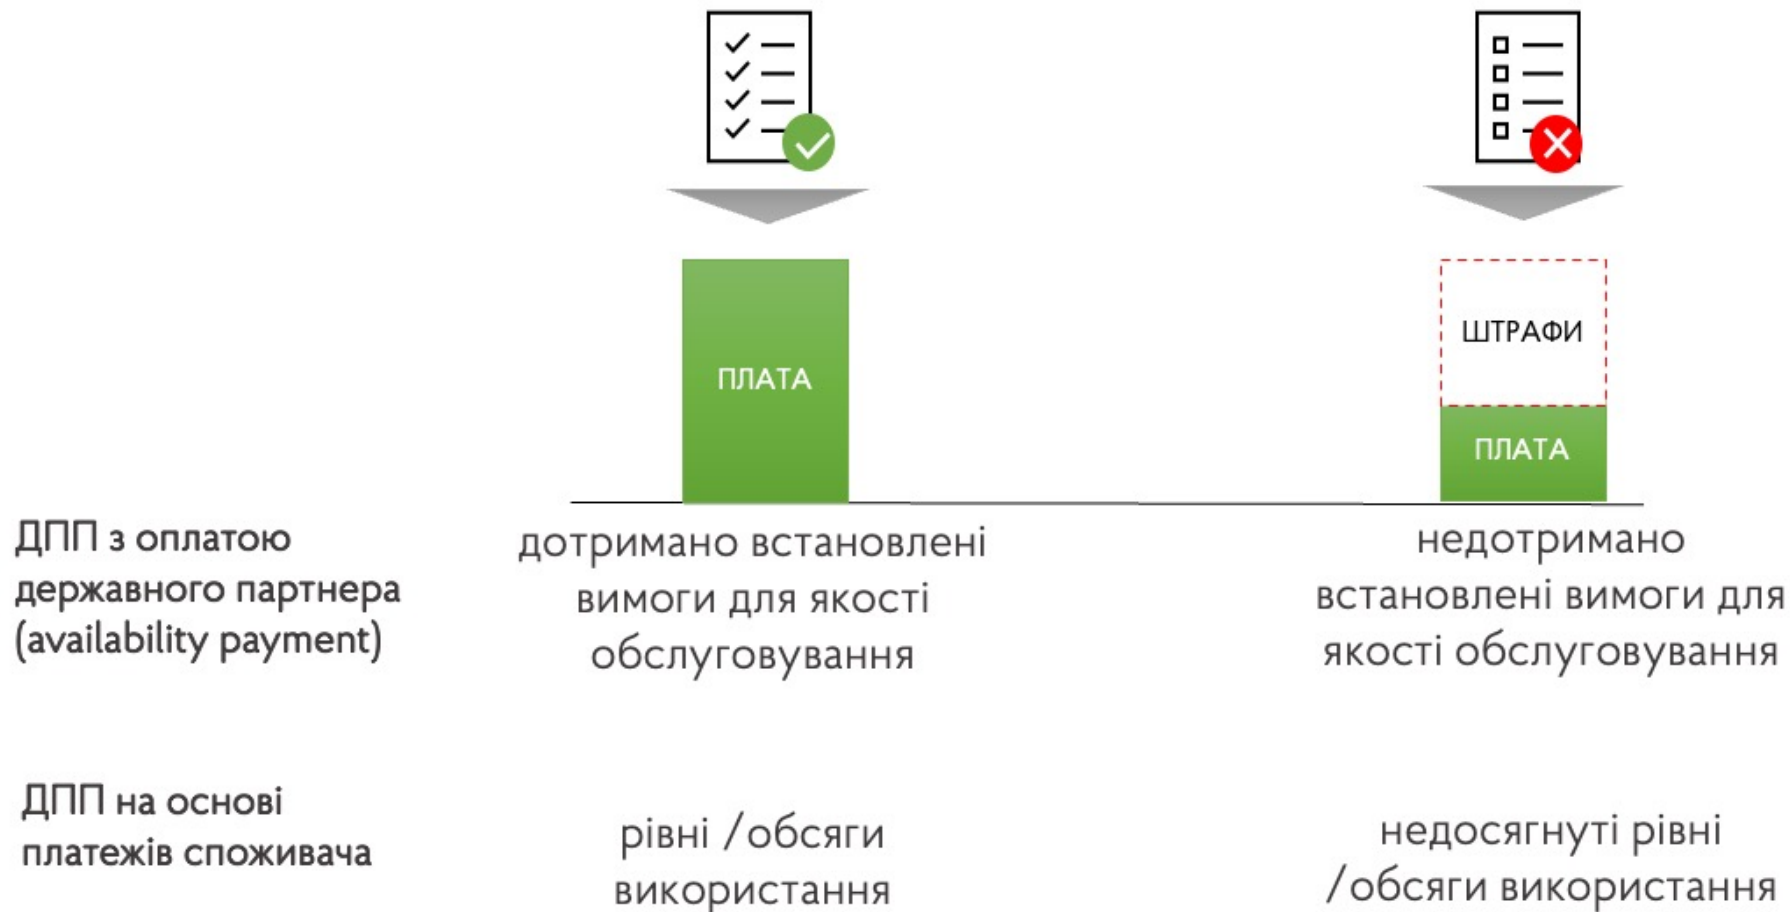 ПЛАТА
ШТРАФИ
ПЛАТА
ДПП з оплатою
державного партнера
(availability payment)
дотримано встановлені
вимоги для якості
обслуговування
недотримано
встановлені вимоги для
якості обслуговування
ДПП на основі
платежів споживача
рівні /обсяги
використання
недосягнуті рівні
/обсяги використання